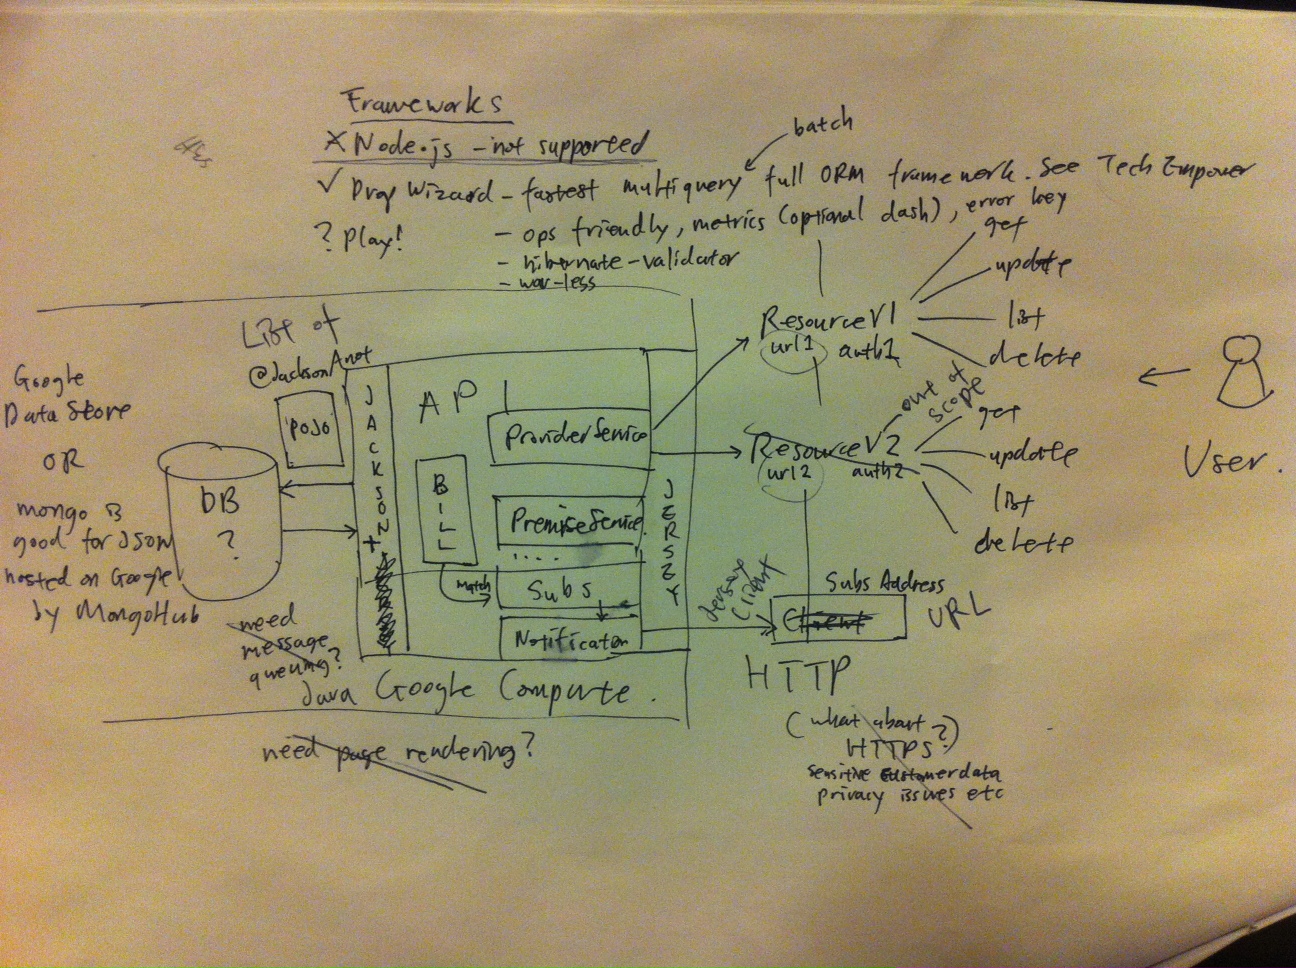 Frameworks
X Node.js - not supported
batch
✓ Drop Wizard - fastest multiquery full ORM framework. See Tech Empower
? Play!
- ops friendly, metrics (optional dash), error key
- hibernate-validator
- war-less
List of
@JacksonAnot
POJO
Google
Data Store
OR
mongo is
good for JSON
hosted on Google
by MongoHub
DB
?
JACKSON
+
API
BILL
match
ProviderService
PremiseService
....
Subs
Notification
JERSEY
Java Google Compute.
need
message
queuing?
need page rendering?
ResourceV1
url1 auth1
get
update
list
delete
out of
scope
ResourceV2
url2 auth2
get
update
list
delete
User.
Jersey
Client
Subs Address
Client
URL
HTTP
(what about
HTTPS?)
sensitive customer data
privacy issues etc